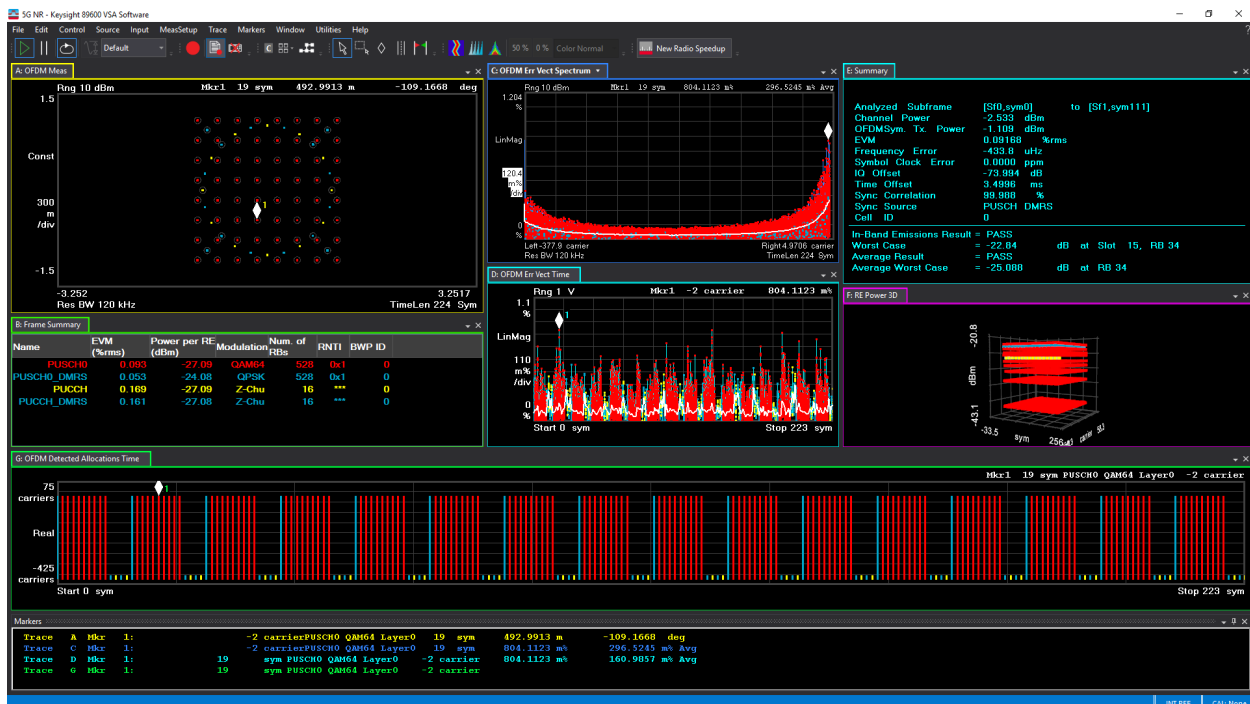 5G NR - Keysight 89600 VSA Software
File Edit Control Source Input MeasSetup Trace Markers Window Utilities Help
Default 50 % 0 % Color Normal New Radio Speedup
A: OFDM Meas
Rng 10 dBm Mkr1 19 sym 492.9913 m -109.1668 deg
1.5
Const
300
m
/div
-1.5
1
-3.252 3.2517
Res BW 120 kHz TimeLen 224 Sym
B: Frame Summary
Name EVM (%rms) Power per RE (dBm) Modulation Num. of RBs RNTI BWP ID
PUSCH0 0.093 -27.09 QAM64 528 0x1 0
PUSCH0_DMRS 0.053 -24.08 QPSK 528 0x1 0
PUCCH 0.169 -27.09 Z-Chu 16 *** 0
PUCCH_DMRS 0.161 -27.08 Z-Chu 16 *** 0
C: OFDM Err Vect Spectrum
Rng 10 dBm Mkr1 19 sym 804.1123 m% 296.5245 m% Avg
1.204
%
LinMag
120.4
m%
/div
0
%
Left -377.9 carrier Right 4.9706 carrier
Res BW 120 kHz TimeLen 224 Sym
D: OFDM Err Vect Time
Rng 1 V Mkr1 -2 carrier 804.1123 m%
1.1
%
LinMag
110
m%
/div
0
%
1
Start 0 sym Stop 223 sym
E: Summary
Analyzed Subframe [Sf0,sym0] to [Sf1,sym111]
Channel Power -2.533 dBm
OFDMSym. Tx. Power -1.109 dBm
EVM 0.09168 %rms
Frequency Error -433.8 uHz
Symbol Clock Error 0.0000 ppm
IQ Offset -73.994 dB
Time Offset 3.4996 ms
Sync Correlation 99.988 %
Sync Source PUSCH DMRS
Cell ID 0
In-Band Emissions Result = PASS
Worst Case = -22.84 dB at Slot 15, RB 34
Average Result = PASS
Average Worst Case = -25.088 dB at RB 34
F: RE Power 3D
-20.8
dBm
-43.1
-33.5
sym
256
carrier
G: OFDM Detected Allocations Time
Mkr1 19 sym PUSCH0 QAM64 Layer0 -2 carrier
75
carriers
Real
-425
carriers
1
Start 0 sym Stop 223 sym
Markers
Trace A Mkr 1: -2 carrierPUSCH0 QAM64 Layer0 19 sym 492.9913 m -109.1668 deg
Trace C Mkr 1: -2 carrierPUSCH0 QAM64 Layer0 19 sym 804.1123 m% 296.5245 m% Avg
Trace D Mkr 1: 19 sym PUSCH0 QAM64 Layer0 -2 carrier 804.1123 m% 160.9857 m% Avg
Trace G Mkr 1: 19 sym PUSCH0 QAM64 Layer0 -2 carrier
INT REF CAL: None